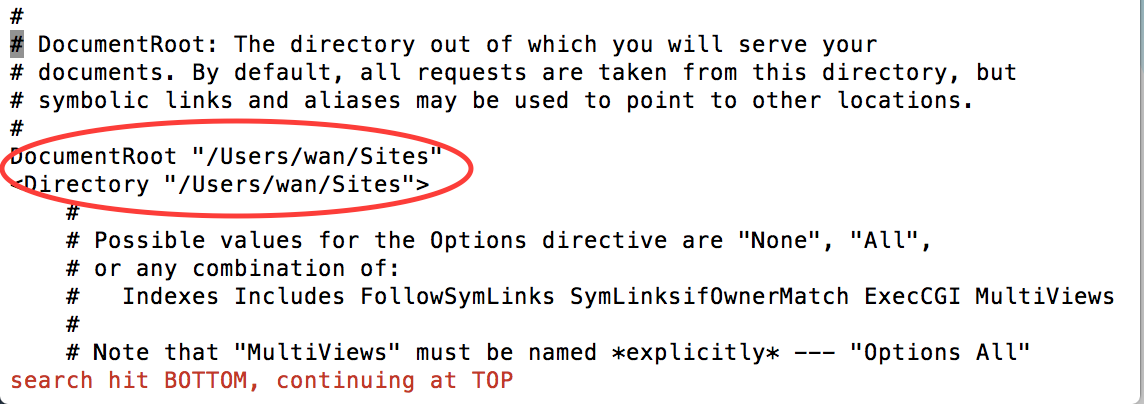 #
# DocumentRoot: The directory out of which you will serve your
# documents. By default, all requests are taken from this directory, but
# symbolic links and aliases may be used to point to other locations.
#
DocumentRoot "/Users/wan/Sites"
<Directory "/Users/wan/Sites">
    #
    # Possible values for the Options directive are "None", "All",
    # or any combination of:
    #   Indexes Includes FollowSymLinks SymLinksifOwnerMatch ExecCGI MultiViews
    #
    # Note that "MultiViews" must be named *explicitly* --- "Options All"
search hit BOTTOM, continuing at TOP